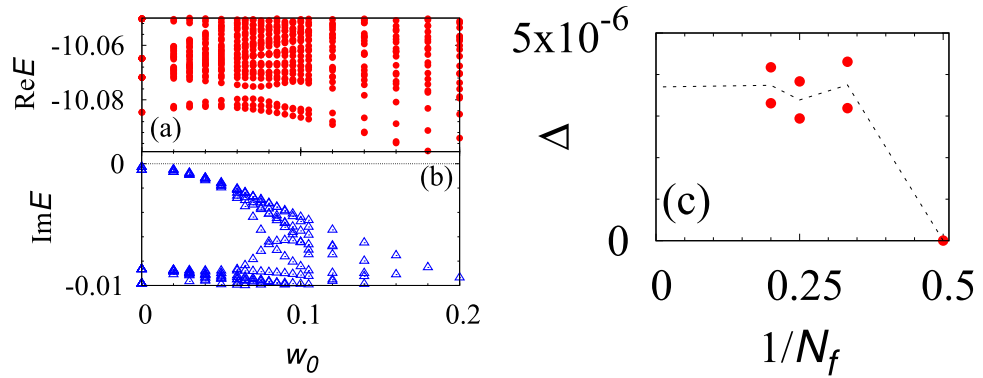 -10.06
-10.08
ReE
(a)
0
-0.01
ImE
(b)
0 0.1 0.2
w0
5x10^-6
0
Δ
(c)
0 0.25 0.5
1/Nf